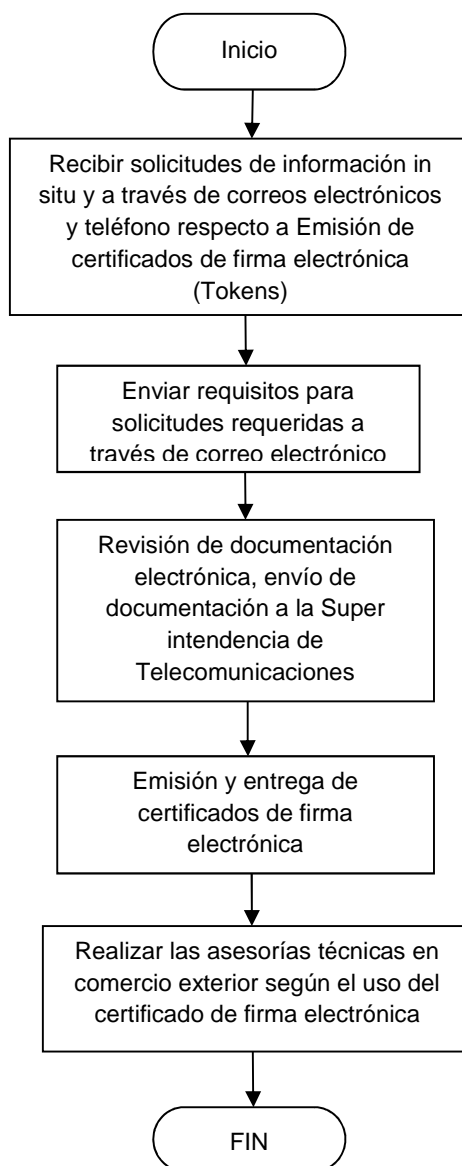 Inicio
Recibir solicitudes de información in
situ y a través de correos electrónicos
y teléfono respecto a Emisión de
certificados de firma electrónica
(Tokens)
Enviar requisitos para
solicitudes requeridas a
través de correo electrónico
Revisión de documentación
electrónica, envío de
documentación a la Super
intendencia de
Telecomunicaciones
Emisión y entrega de
certificados de firma
electrónica
Realizar las asesorías técnicas en
comercio exterior según el uso del
certificado de firma electrónica
FIN